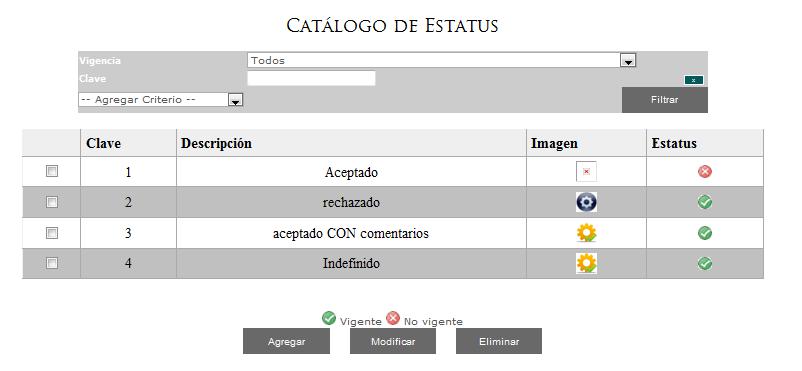 Catálogo de Estatus
Vigencia Todos
Clave x
-- Agregar Criterio -- Filtrar
Clave Descripción Imagen Estatus
1 Aceptado
2 rechazado
3 aceptado CON comentarios
4 Indefinido
Vigente No vigente
Agregar Modificar Eliminar